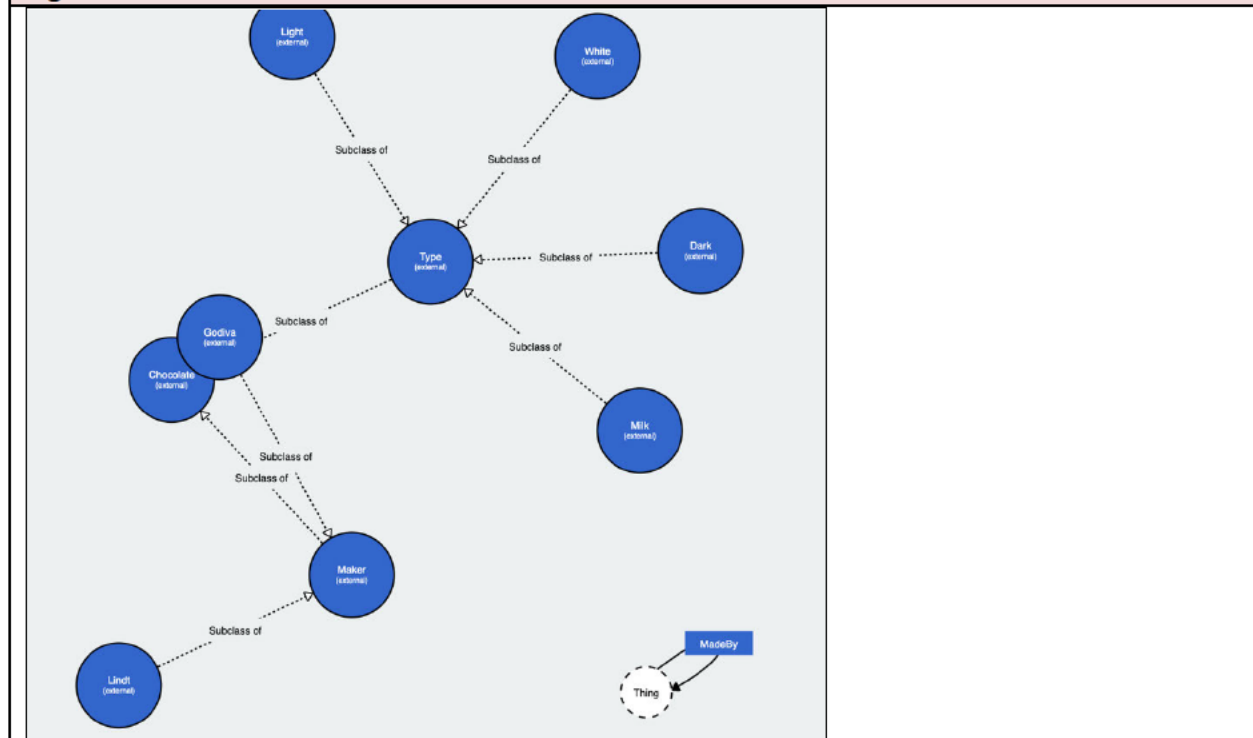 Light
(external)
White
(external)
Subclass of
Subclass of
Type
(external)
Dark
(external)
Subclass of
Subclass of
Godiva
(external)
Subclass of
Chocolate
(external)
Milk
(external)
Subclass of
Subclass of
Maker
(external)
Subclass of
MadeBy
Lindt
(external)
Thing